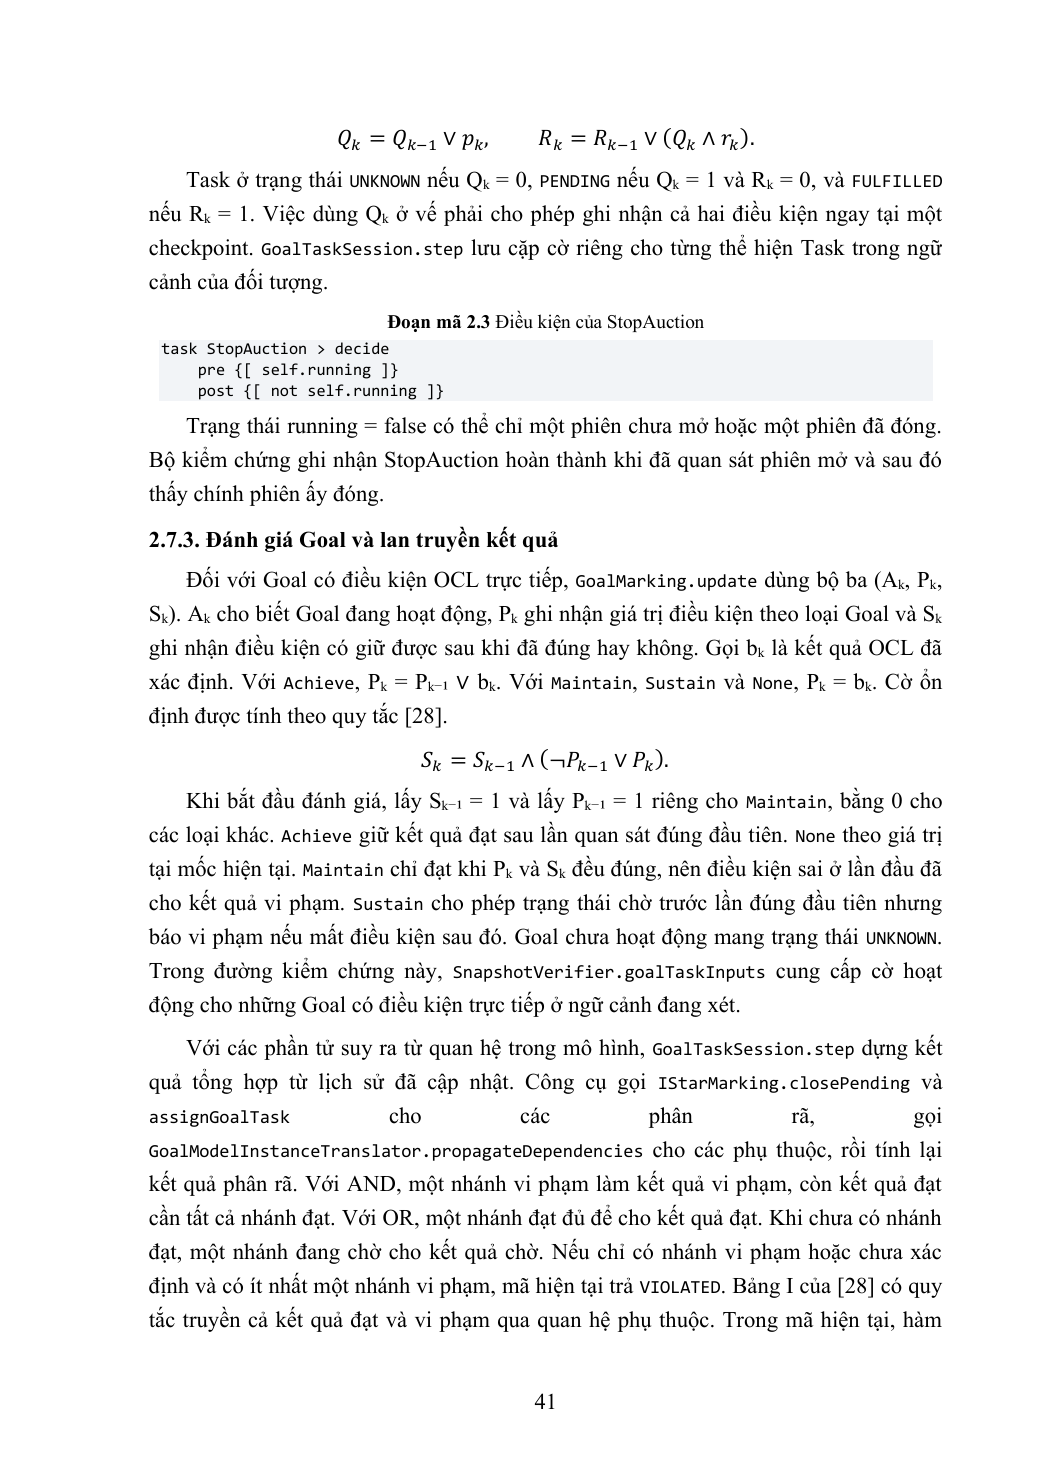 Qₖ = Qₖ₋₁ ∨ pₖ, Rₖ = Rₖ₋₁ ∨ (Qₖ ∧ rₖ).
Task ở trạng thái UNKNOWN nếu Qₖ = 0, PENDING nếu Qₖ = 1 và Rₖ = 0, và FULFILLED
nếu Rₖ = 1. Việc dùng Qₖ ở vế phải cho phép ghi nhận cả hai điều kiện ngay tại một
checkpoint. GoalTaskSession.step lưu cặp cờ riêng cho từng thể hiện Task trong ngữ
cảnh của đối tượng.
Đoạn mã 2.3 Điều kiện của StopAuction
task StopAuction > decide
pre {[ self.running ]}
post {[ not self.running ]}
Trạng thái running = false có thể chỉ một phiên chưa mở hoặc một phiên đã đóng.
Bộ kiểm chứng ghi nhận StopAuction hoàn thành khi đã quan sát phiên mở và sau đó
thấy chính phiên ấy đóng.
2.7.3. Đánh giá Goal và lan truyền kết quả
Đối với Goal có điều kiện OCL trực tiếp, GoalMarking.update dùng bộ ba (Aₖ, Pₖ,
Sₖ). Aₖ cho biết Goal đang hoạt động, Pₖ ghi nhận giá trị điều kiện theo loại Goal và Sₖ
ghi nhận điều kiện có giữ được sau khi đã đúng hay không. Gọi bₖ là kết quả OCL đã
xác định. Với Achieve, Pₖ = Pₖ₋₁ ∨ bₖ. Với Maintain, Sustain và None, Pₖ = bₖ. Cờ ổn
định được tính theo quy tắc [28].
Sₖ = Sₖ₋₁ ∧ (¬Pₖ₋₁ ∨ Pₖ).
Khi bắt đầu đánh giá, lấy Sₖ₋₁ = 1 và lấy Pₖ₋₁ = 1 riêng cho Maintain, bằng 0 cho
các loại khác. Achieve giữ kết quả đạt sau lần quan sát đúng đầu tiên. None theo giá trị
tại mốc hiện tại. Maintain chỉ đạt khi Pₖ và Sₖ đều đúng, nên điều kiện sai ở lần đầu đã
cho kết quả vi phạm. Sustain cho phép trạng thái chờ trước lần đúng đầu tiên nhưng
báo vi phạm nếu mất điều kiện sau đó. Goal chưa hoạt động mang trạng thái UNKNOWN.
Trong đường kiểm chứng này, SnapshotVerifier.goalTaskInputs cung cấp cờ hoạt
động cho những Goal có điều kiện trực tiếp ở ngữ cảnh đang xét.
Với các phần tử suy ra từ quan hệ trong mô hình, GoalTaskSession.step dựng kết
quả tổng hợp từ lịch sử đã cập nhật. Công cụ gọi IStarMarking.closePending và
assignGoalTask cho các phân rã, gọi
GoalModelInstanceTranslator.propagateDependencies cho các phụ thuộc, rồi tính lại
kết quả phân rã. Với AND, một nhánh vi phạm làm kết quả vi phạm, còn kết quả đạt
cần tất cả nhánh đạt. Với OR, một nhánh đạt đủ để cho kết quả đạt. Khi chưa có nhánh
đạt, một nhánh đang chờ cho kết quả chờ. Nếu chỉ có nhánh vi phạm hoặc chưa xác
định và có ít nhất một nhánh vi phạm, mã hiện tại trả VIOLATED. Bảng I của [28] có quy
tắc truyền cả kết quả đạt và vi phạm qua quan hệ phụ thuộc. Trong mã hiện tại, hàm
41